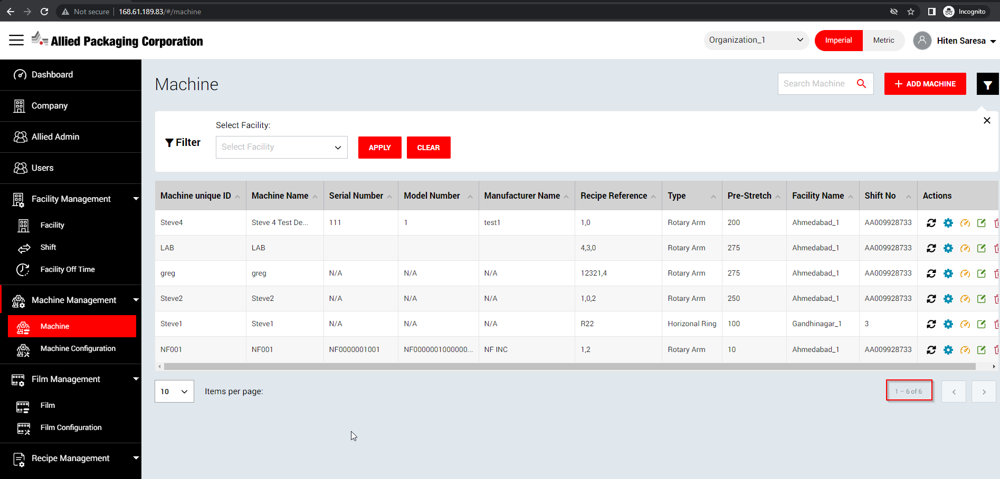 Not secure 168.61.189.83/#/machine Incognito
Allied Packaging Corporation Organization_1 Imperial Metric Hiten Saresa
Dashboard
Company
Allied Admin
Users
Facility Management
Facility
Shift
Facility Off Time
Machine Management
Machine
Machine Configuration
Film Management
Film
Film Configuration
Recipe Management
Machine Search Machine + ADD MACHINE
Select Facility:
Filter Select Facility APPLY CLEAR
Machine unique ID Machine Name Serial Number Model Number Manufacturer Name Recipe Reference Type Pre-Stretch Facility Name Shift No Actions
Steve4 Steve 4 Test De... 111 1 test1 1,0 Rotary Arm 200 Ahmedabad_1 AA009928733
LAB LAB 4,3,0 Rotary Arm 275 Ahmedabad_1 AA009928733
greg greg N/A N/A N/A 12321,4 Rotary Arm 275 Ahmedabad_1 AA009928733
Steve2 Steve2 N/A N/A N/A 1,0,2 Rotary Arm 250 Ahmedabad_1 AA009928733
Steve1 Steve1 N/A N/A N/A R22 Horizonal Ring 100 Gandhinagar_1 3
NF001 NF001 NF0000001001 NF0000001000000... NF INC 1,2 Rotary Arm 10 Ahmedabad_1 AA009928733
10 Items per page: 1 – 6 of 6